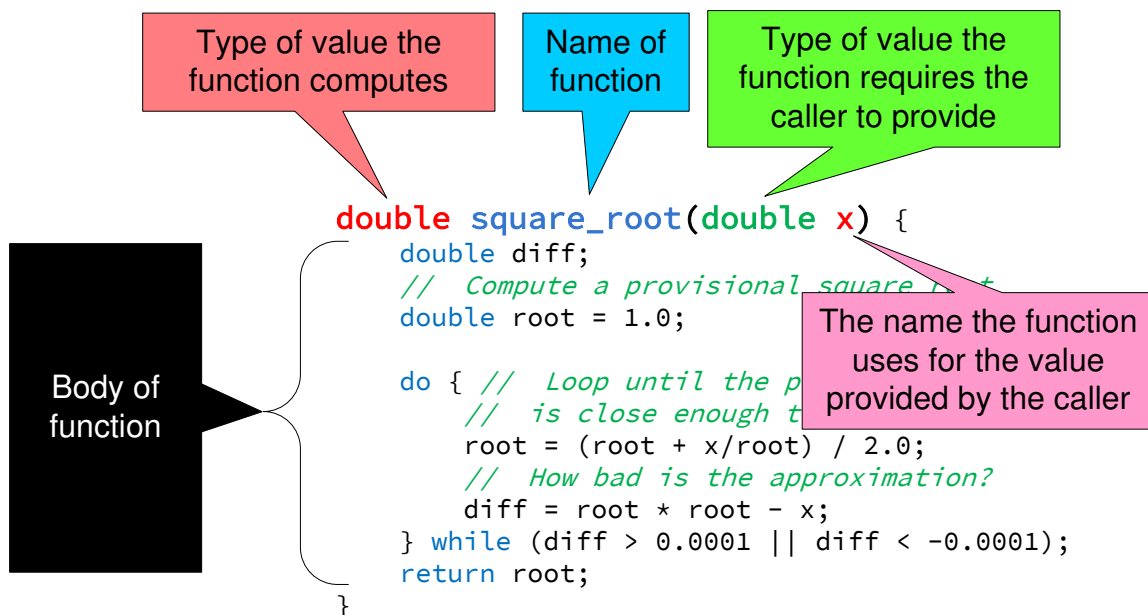 Type of value the
function computes
Name of
function
Type of value the
function requires the
caller to provide
double square_root(double x) {
double diff;
//  Compute a provisional square
double root = 1.0;
The name the function
uses for the value
provided by the caller
Body of
function
do { //  Loop until the
//  is close enough
root = (root + x/root) / 2.0;
//  How bad is the approximation?
diff = root * root - x;
} while (diff > 0.0001 || diff < -0.0001);
return root;
}